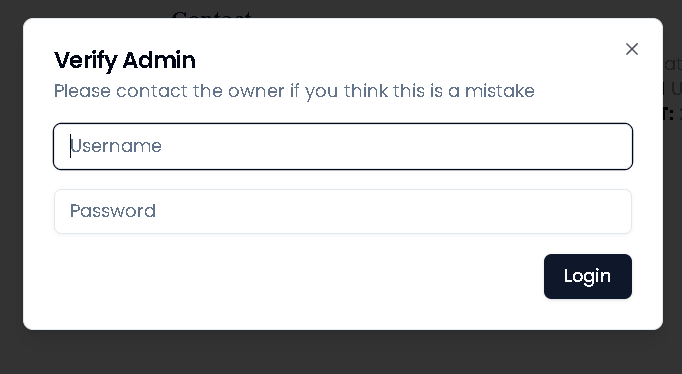 Verify Admin
Please contact the owner if you think this is a mistake
Username
Password
Login